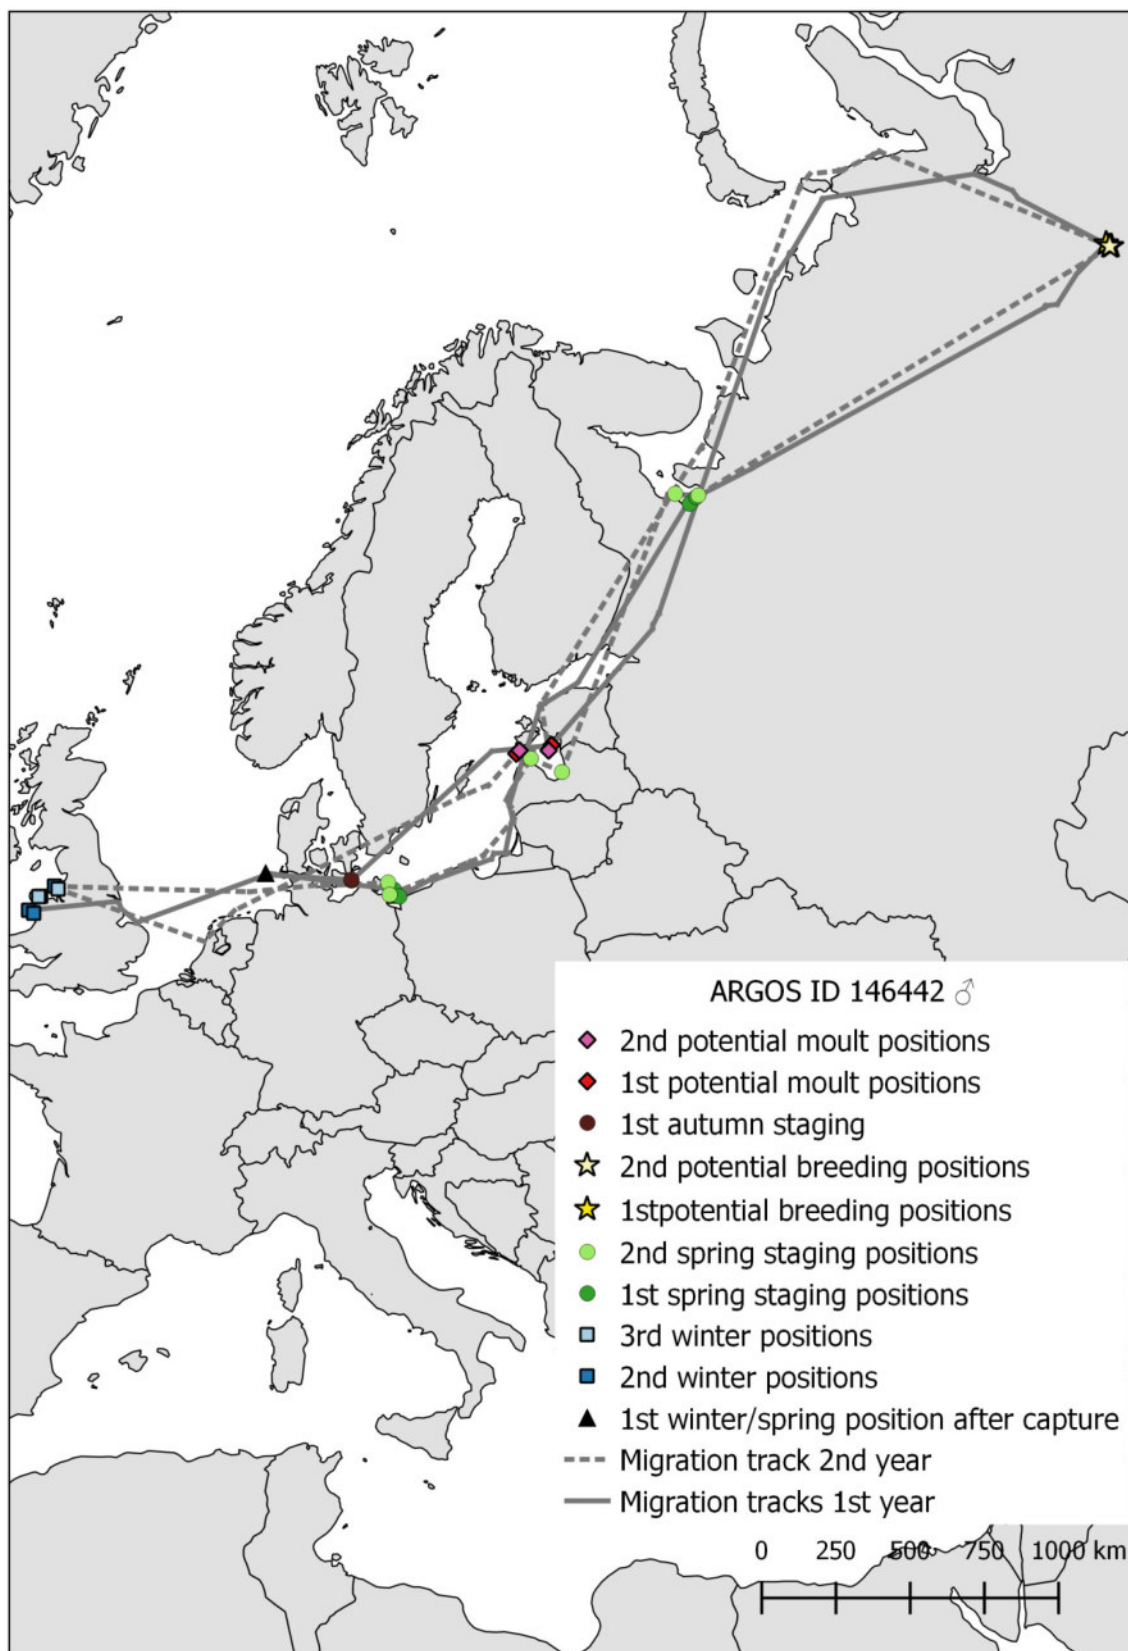 ARGOS ID 146442 ♂
2nd potential moult positions
1st potential moult positions
1st autumn staging
2nd potential breeding positions
1stpotential breeding positions
2nd spring staging positions
1st spring staging positions
3rd winter positions
2nd winter positions
1st winter/spring position after capture
Migration track 2nd year
Migration tracks 1st year
0 250 500 750 1000 km